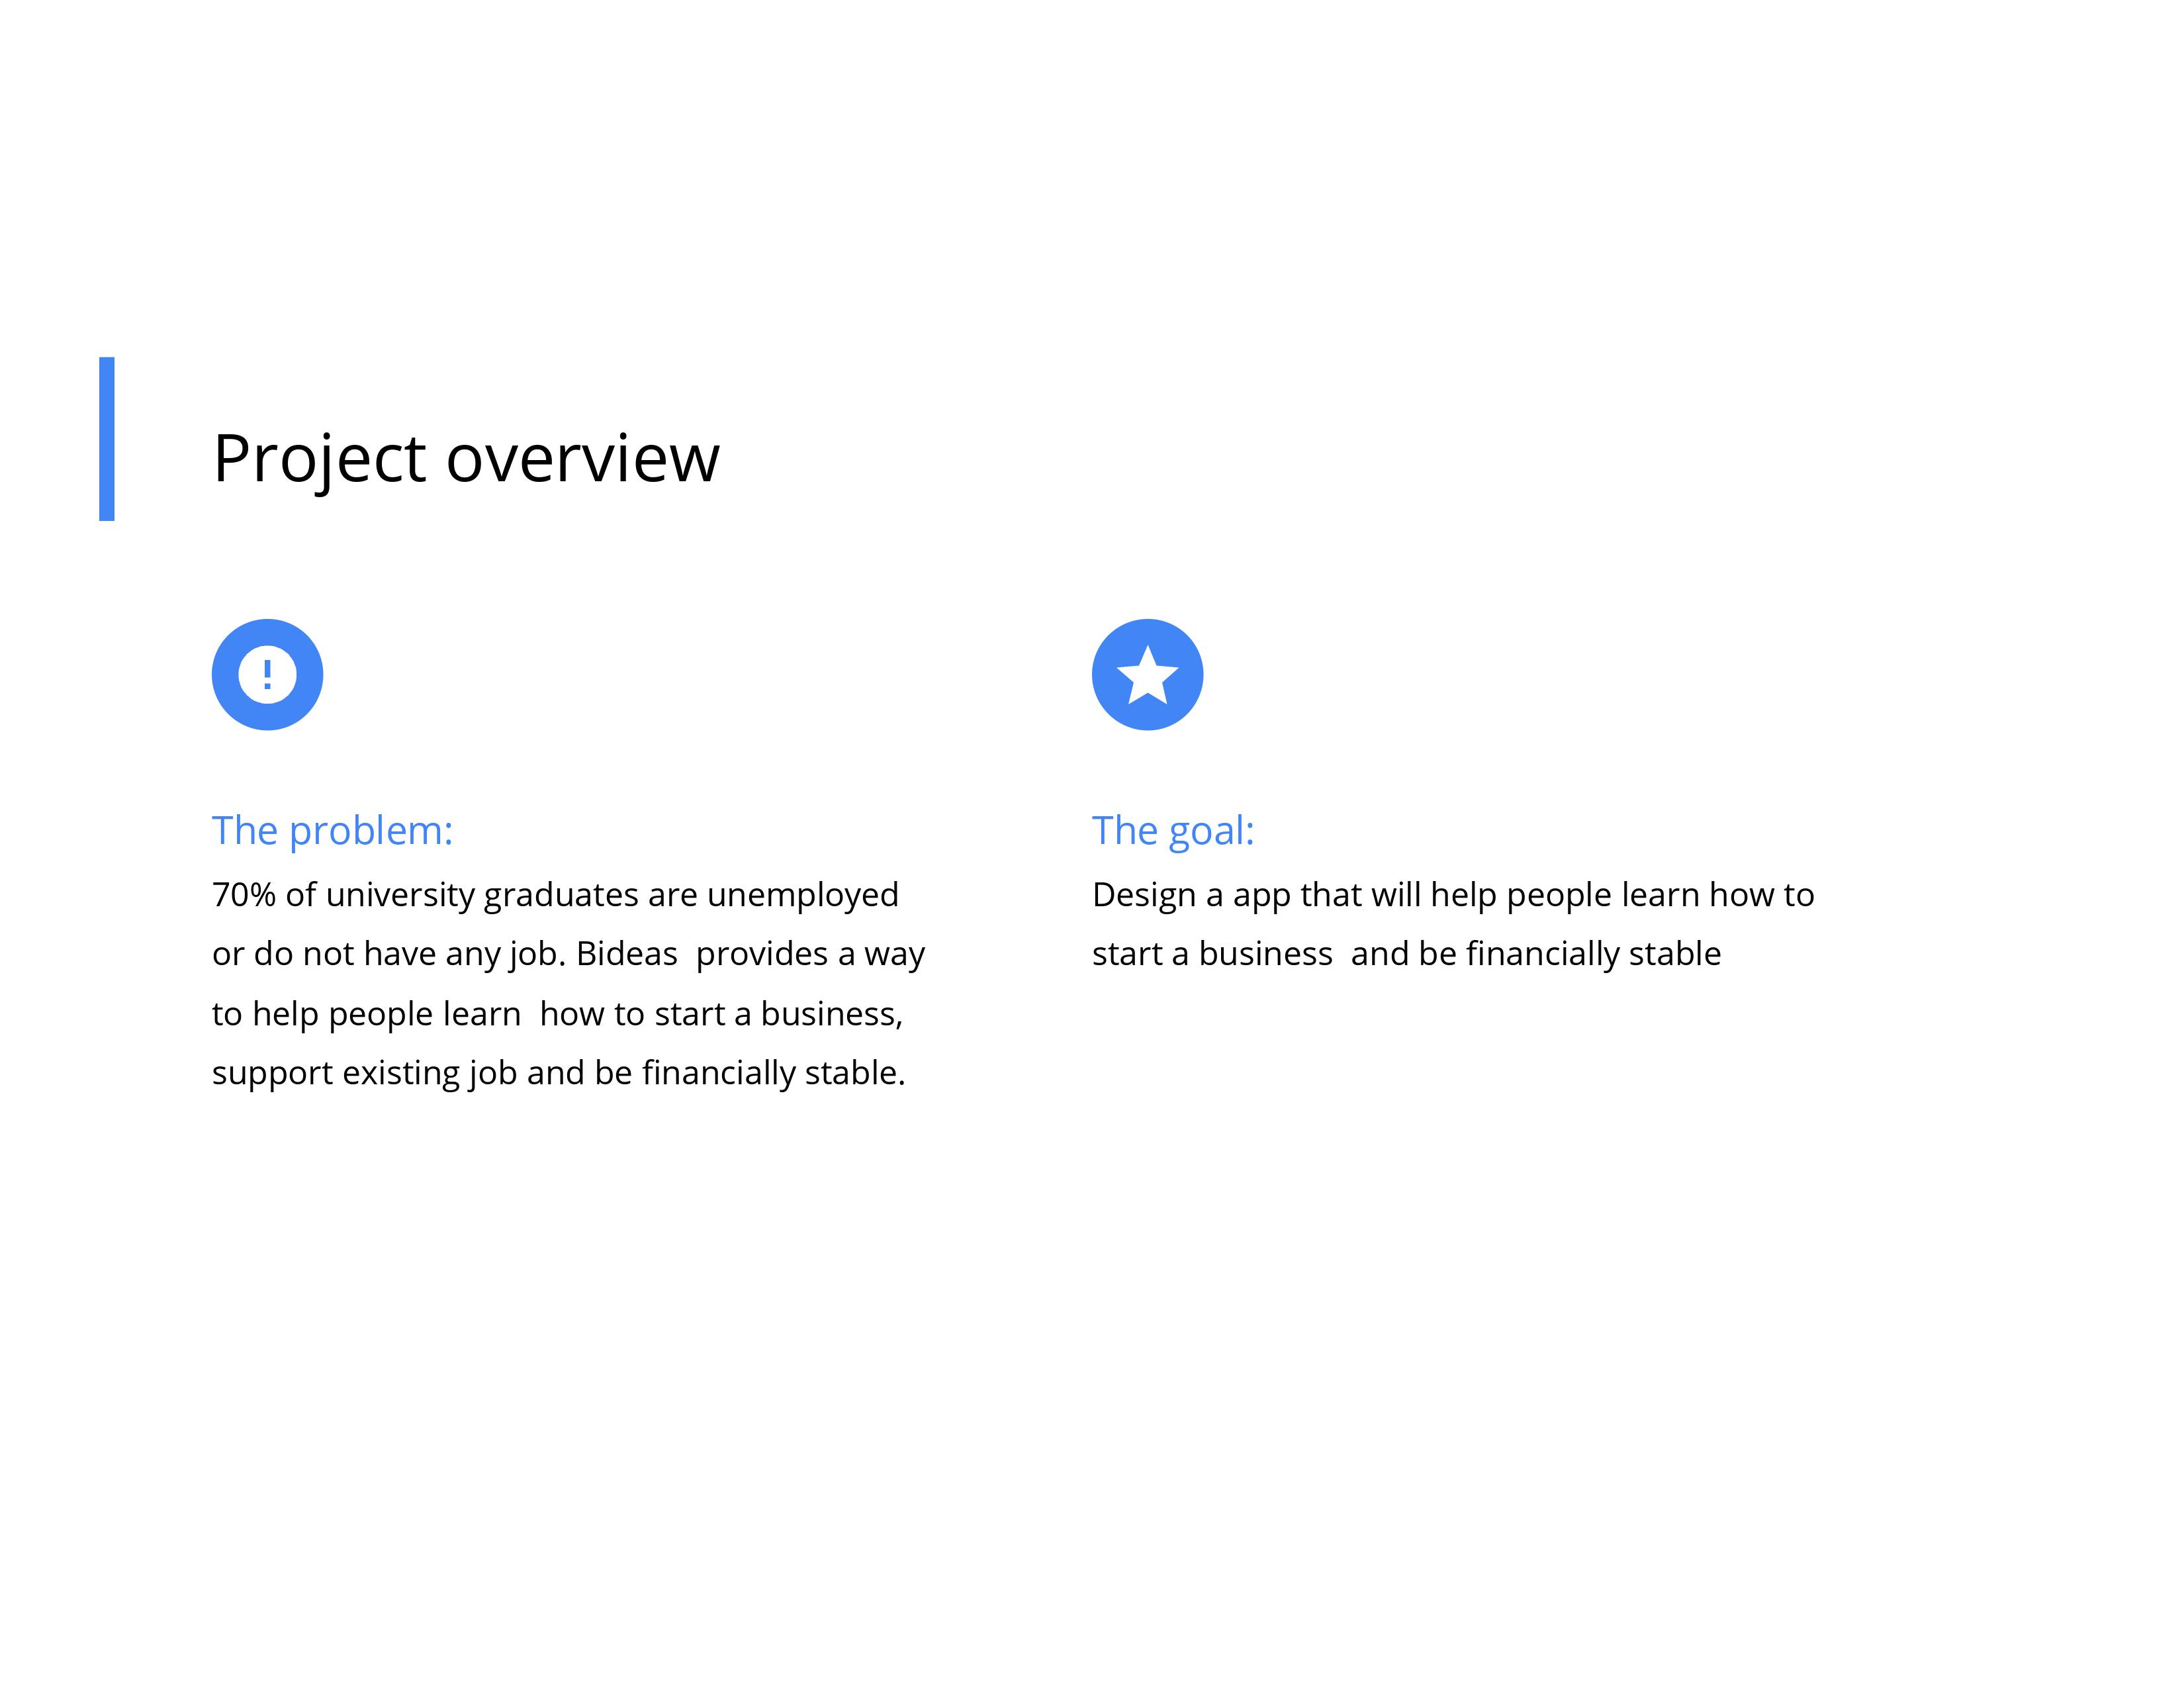 Project overview
The problem:
70% of university graduates are unemployed
or do not have any job. Bideas  provides a way
to help people learn  how to start a business,
support existing job and be financially stable.
The goal:
Design a app that will help people learn how to
start a business  and be financially stable